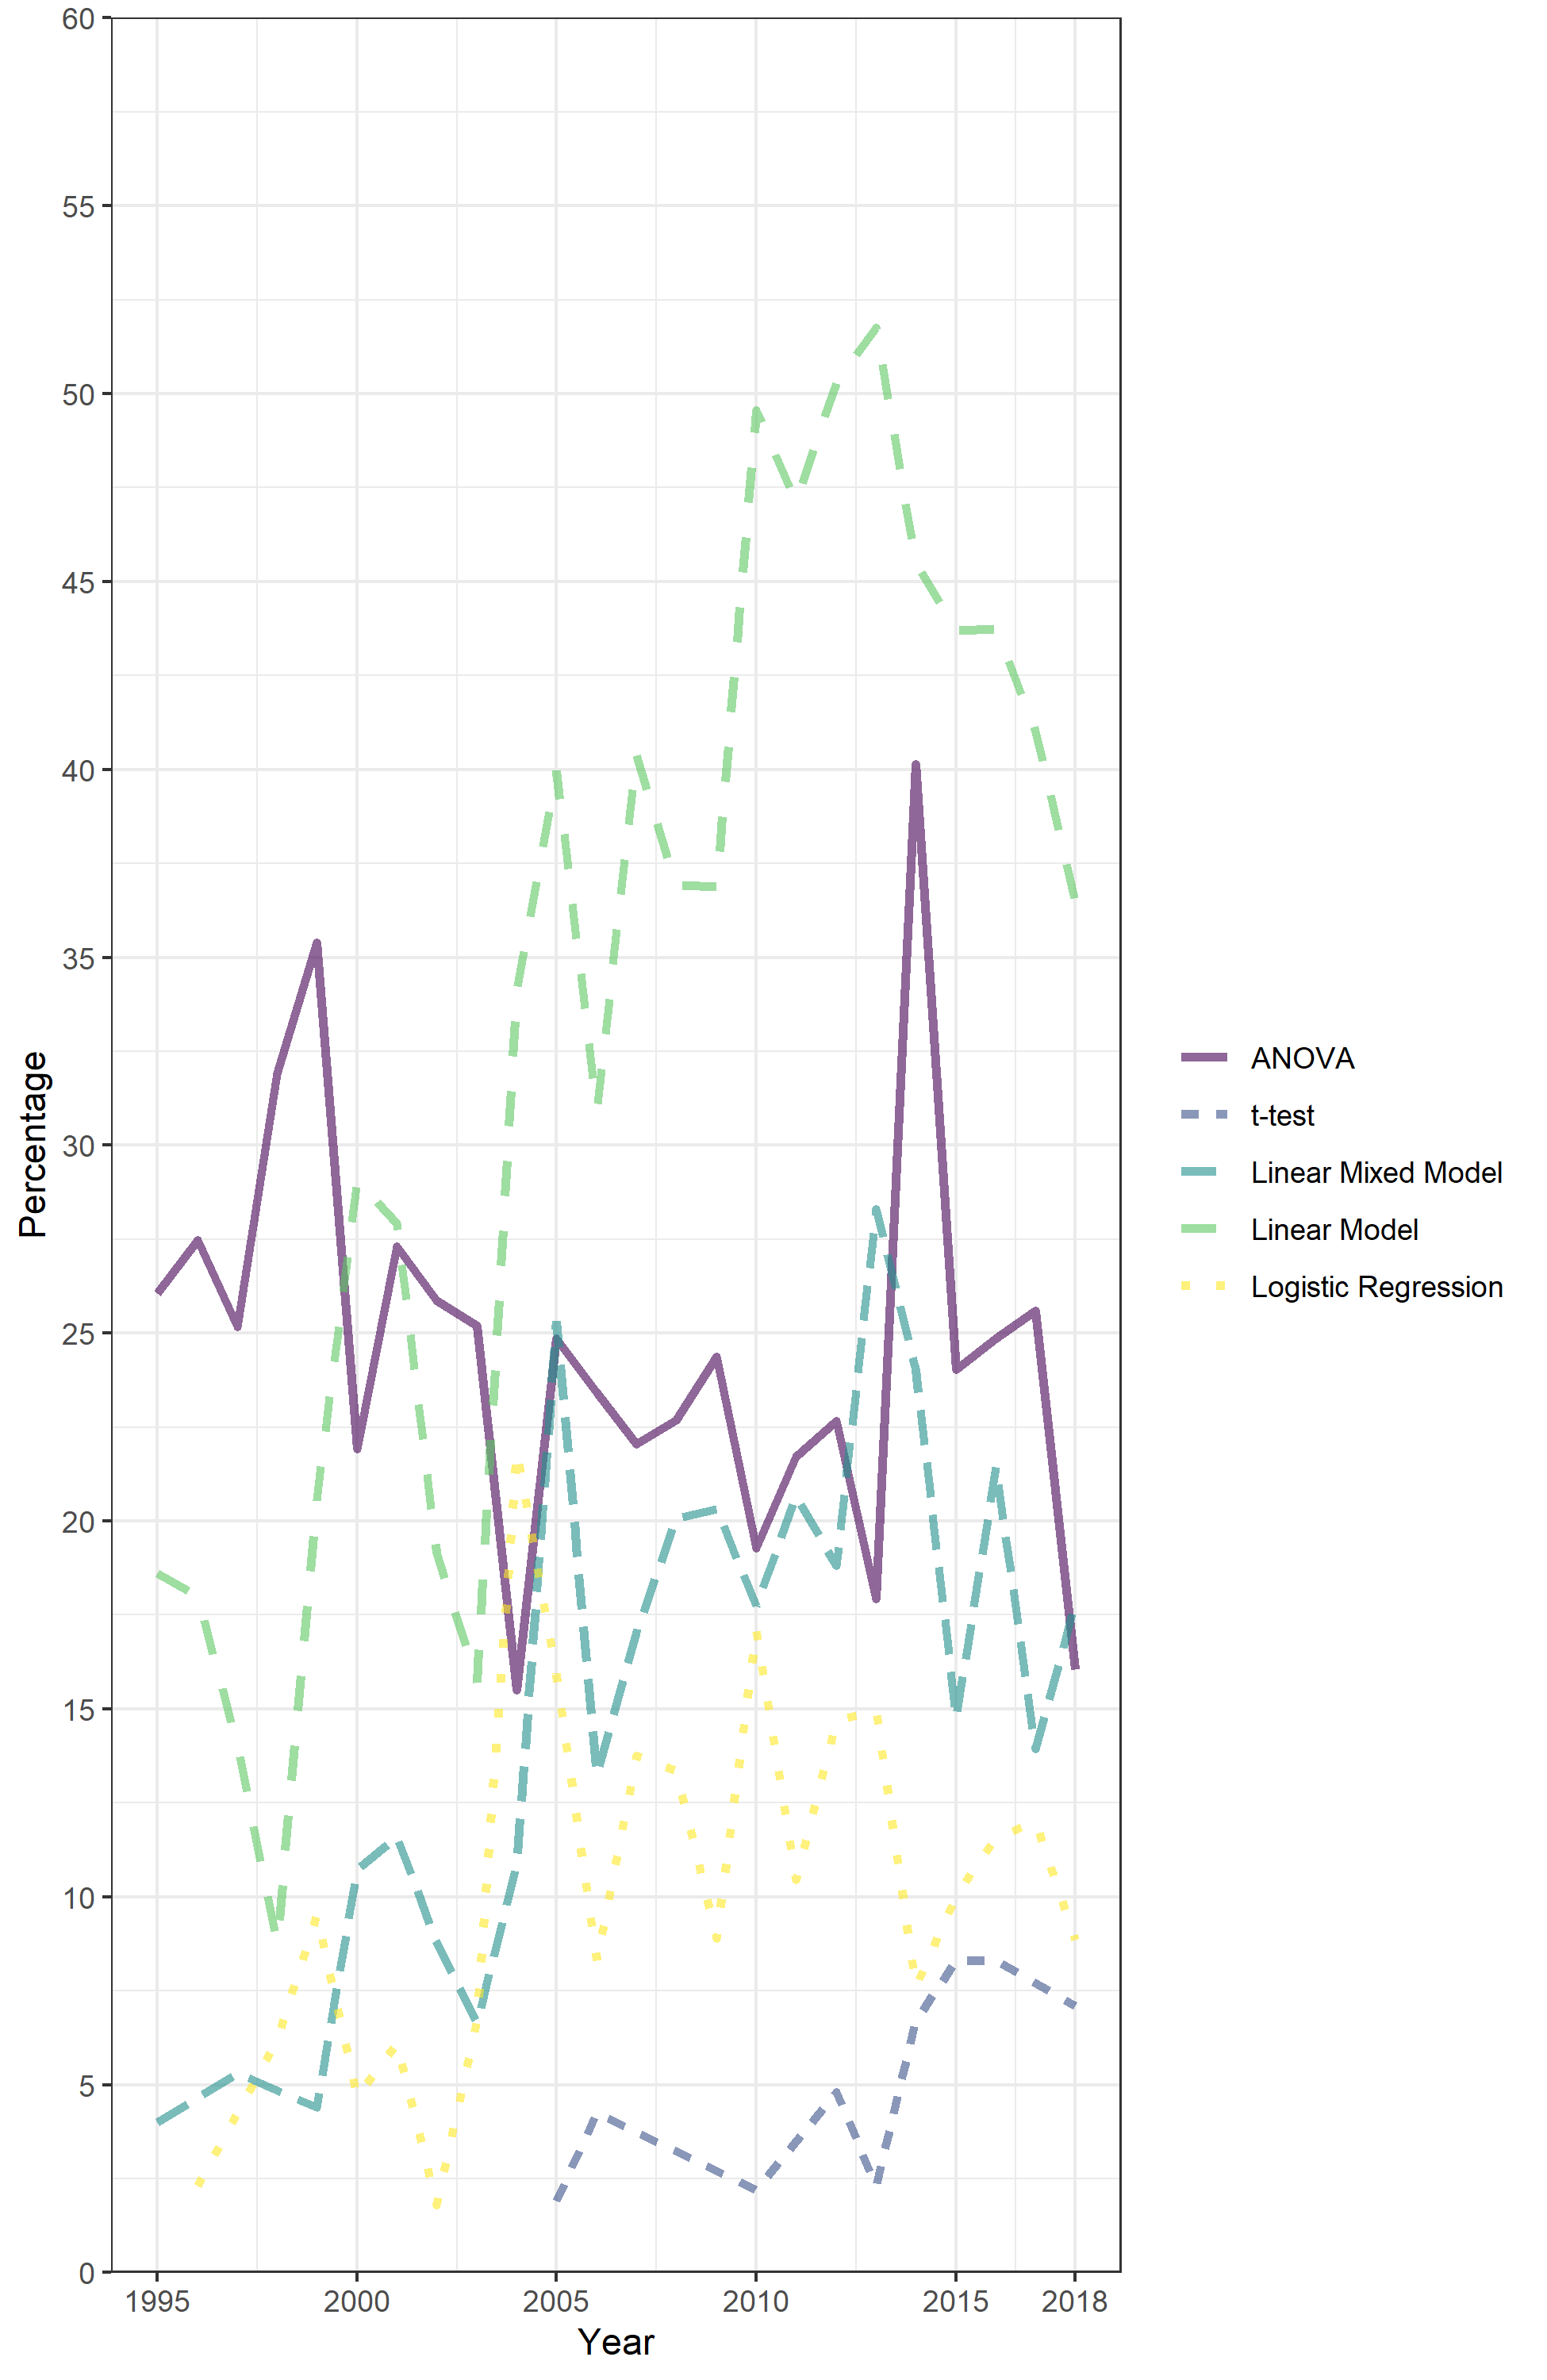 60
55
50
45
40
35
30
25
20
15
10
5
0
Percentage
1995 2000 2005 2010 2015 2018
Year
ANOVA
t-test
Linear Mixed Model
Linear Model
Logistic Regression